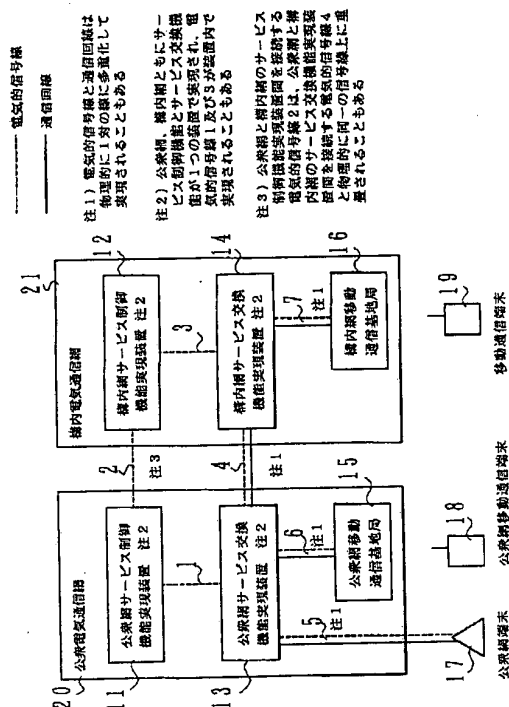 電気的信号線
通信回線
注1) 電気的信号線と通信回線は
物理的に1対の線に多重化して
実現されることもある
注2) 公衆網、構内網ともにサー
ビス制御機能とサービス交換機
能が1つの装置で実現され、電
気的信号線1及び3が装置内で
実現されることもある
注3) 公衆網と構内網のサービス
制御機能実現装置間を接続する
電気的信号線2は、公衆網と構
内網のサービス交換機能実現装
置間を接続する電気的信号線4
と物理的に同一の信号線上に重
畳されることもある
21
構内電気通信網
12
構内網サービス制御
機能実現装置 注2
3
14
構内網サービス交換
機能実現装置 注2
7
注1
16
構内網移動
通信基地局
19
移動通信端末
2
注3
4
注1
20
公衆電気通信網
11
公衆網サービス制御
機能実現装置 注2
1
13
公衆網サービス交換
機能実現装置 注2
5
注1
6
注1
15
公衆網移動
通信基地局
17
公衆網端末
18
公衆網移動通信端末